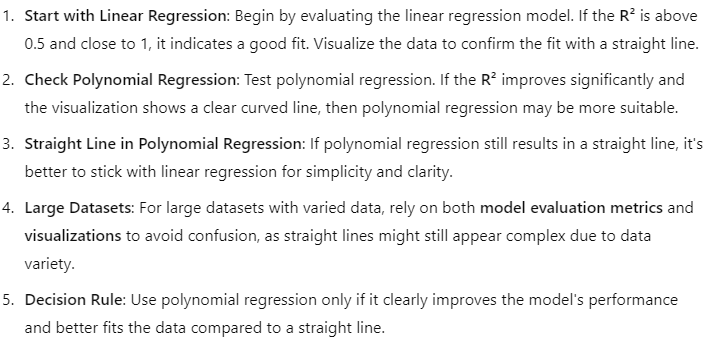 1. Start with Linear Regression: Begin by evaluating the linear regression model. If the R² is above
0.5 and close to 1, it indicates a good fit. Visualize the data to confirm the fit with a straight line.
2. Check Polynomial Regression: Test polynomial regression. If the R² improves significantly and
the visualization shows a clear curved line, then polynomial regression may be more suitable.
3. Straight Line in Polynomial Regression: If polynomial regression still results in a straight line, it's
better to stick with linear regression for simplicity and clarity.
4. Large Datasets: For large datasets with varied data, rely on both model evaluation metrics and
visualizations to avoid confusion, as straight lines might still appear complex due to data
variety.
5. Decision Rule: Use polynomial regression only if it clearly improves the model's performance
and better fits the data compared to a straight line.